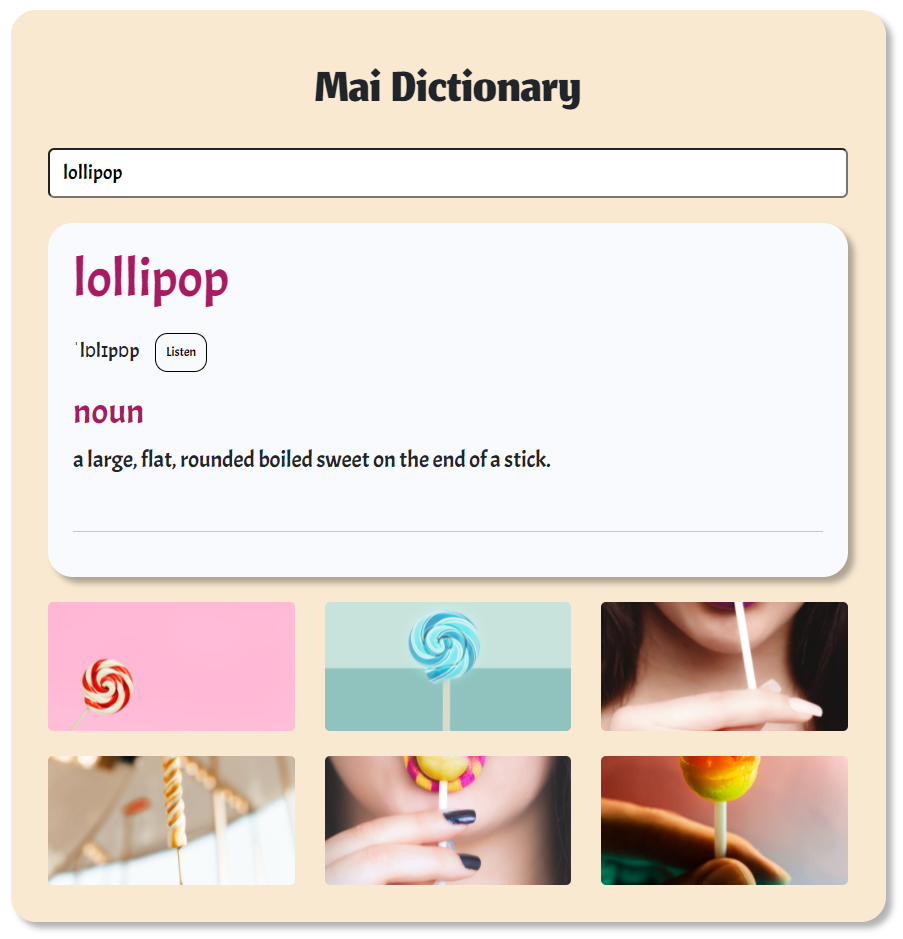 Mai Dictionary
lollipop
lollipop
ˈlɒlɪpɒp Listen
noun
a large, flat, rounded boiled sweet on the end of a stick.